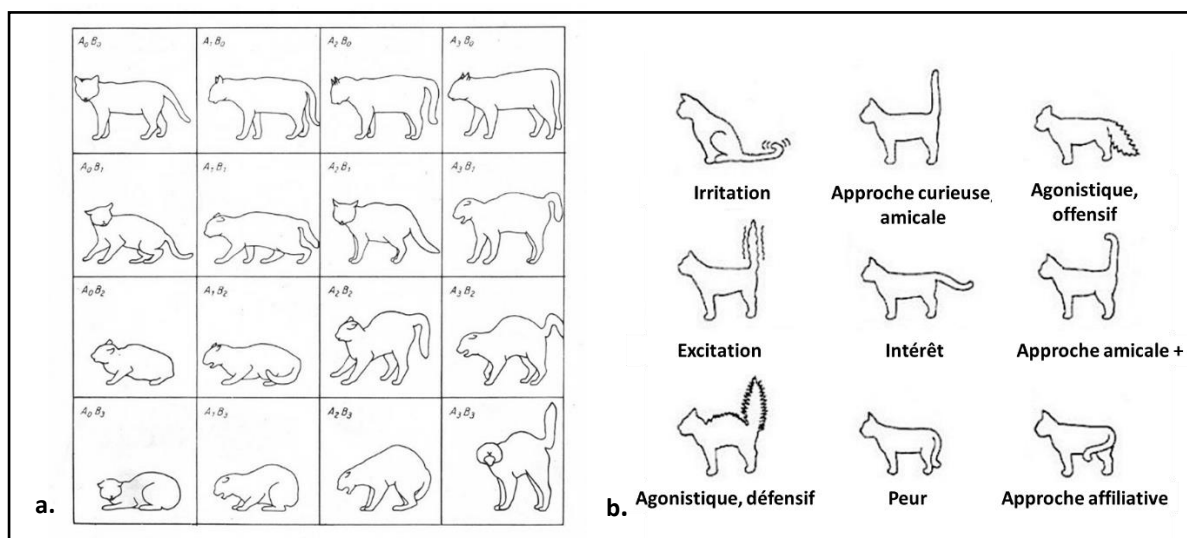 A₀B₀
A₁B₀
A₂B₀
A₃B₀
A₀B₁
A₁B₁
A₂B₁
A₃B₁
A₀B₂
A₁B₂
A₂B₂
A₃B₂
A₀B₃
A₁B₃
A₂B₃
A₃B₃
a.
Irritation
Approche curieuse,
amicale
Agonistique,
offensif
Excitation
Intérêt
Approche amicale +
Agonistique, défensif
Peur
Approche affiliative
b.